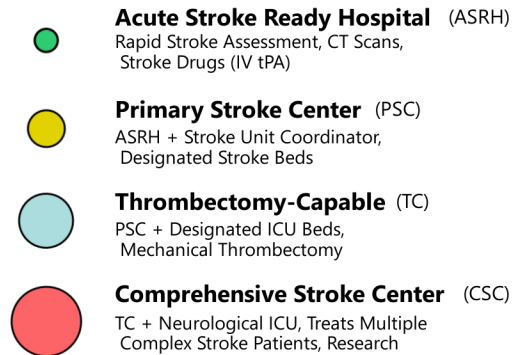 Acute Stroke Ready Hospital (ASRH)
Rapid Stroke Assessment, CT Scans,
Stroke Drugs (IV tPA)
Primary Stroke Center (PSC)
ASRH + Stroke Unit Coordinator,
Designated Stroke Beds
Thrombectomy-Capable (TC)
PSC + Designated ICU Beds,
Mechanical Thrombectomy
Comprehensive Stroke Center (CSC)
TC + Neurological ICU, Treats Multiple
Complex Stroke Patients, Research